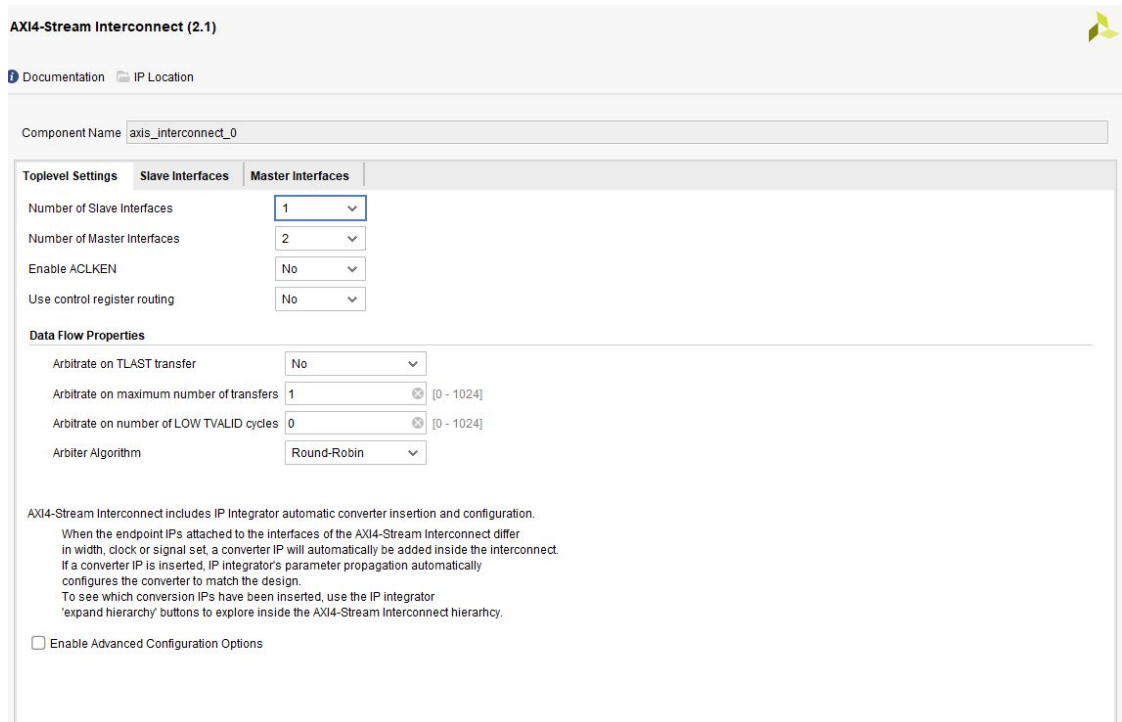 AXI4-Stream Interconnect (2.1)
i Documentation IP Location
Component Name axis_interconnect_0
Toplevel Settings Slave Interfaces Master Interfaces
Number of Slave Interfaces 1
Number of Master Interfaces 2
Enable ACLKEN No
Use control register routing No
Data Flow Properties
Arbitrate on TLAST transfer No
Arbitrate on maximum number of transfers 1 [0 - 1024]
Arbitrate on number of LOW TVALID cycles 0 [0 - 1024]
Arbiter Algorithm Round-Robin
AXI4-Stream Interconnect includes IP Integrator automatic converter insertion and configuration.
When the endpoint IPs attached to the interfaces of the AXI4-Stream Interconnect differ
in width, clock or signal set, a converter IP will automatically be added inside the interconnect.
If a converter IP is inserted, IP integrator's parameter propagation automatically
configures the converter to match the design.
To see which conversion IPs have been inserted, use the IP integrator
'expand hierarchy' buttons to explore inside the AXI4-Stream Interconnect hierarhcy.
Enable Advanced Configuration Options